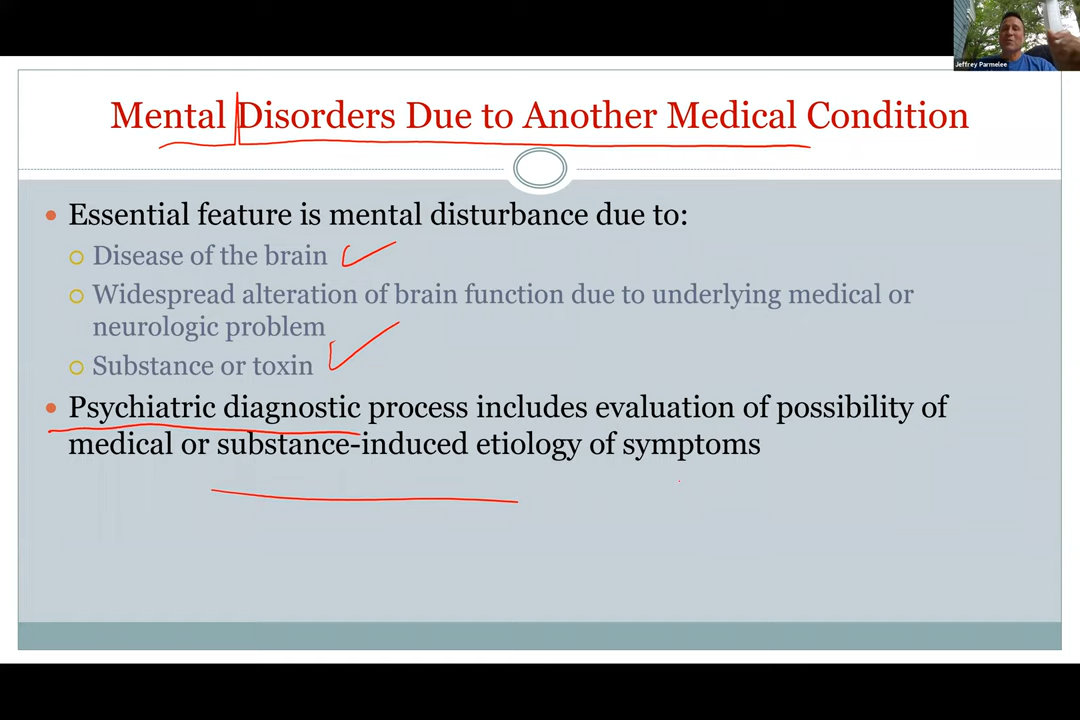 Jeffrey Parmelee
Mental Disorders Due to Another Medical Condition
Essential feature is mental disturbance due to:
Disease of the brain
Widespread alteration of brain function due to underlying medical or
neurologic problem
Substance or toxin
Psychiatric diagnostic process includes evaluation of possibility of
medical or substance-induced etiology of symptoms